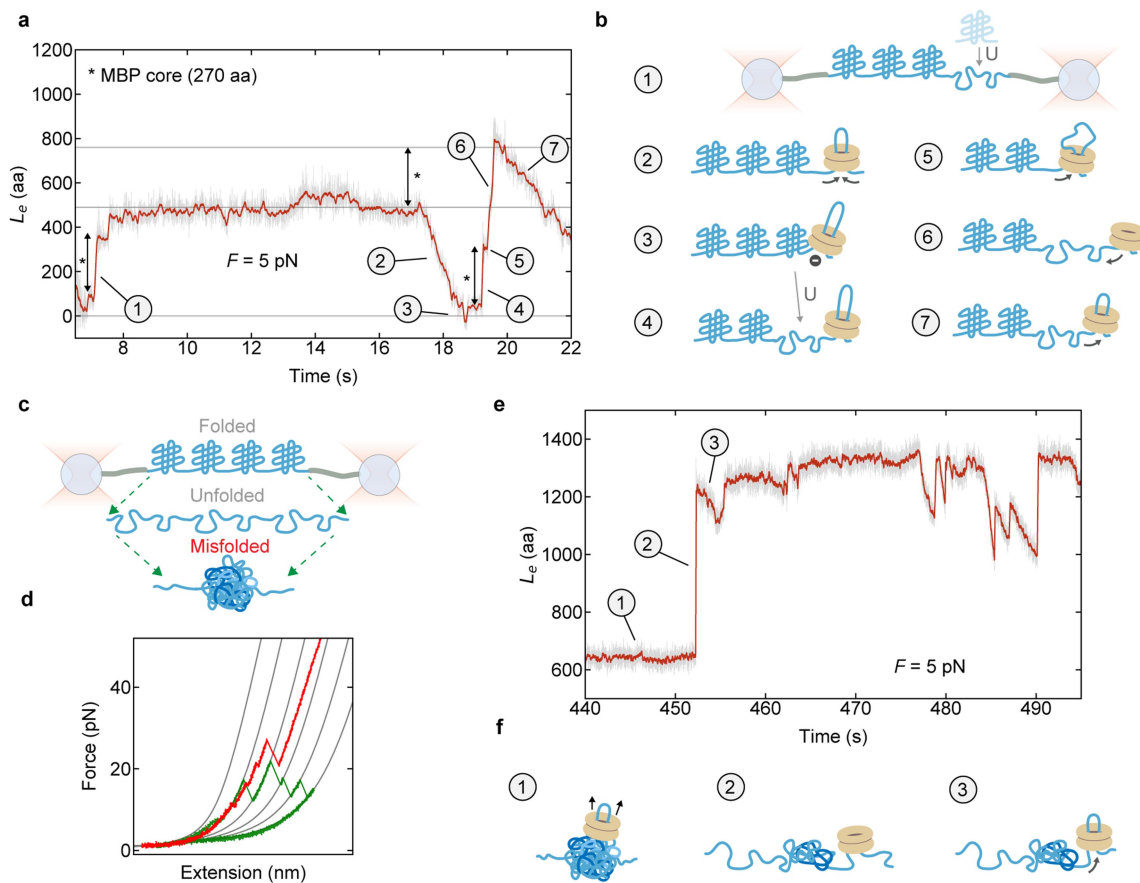 a
1200
1000
800
600
400
200
0
Le (aa)
* MBP core (270 aa)
*
*
*
F = 5 pN
1
2
3
4
5
6
7
8
10
12
14
16
18
20
22
Time (s)
b
1
U
2
5
3
6
U
4
7
c
Folded
Unfolded
Misfolded
d
Force (pN)
40
20
0
Extension (nm)
e
Le (aa)
1400
1200
1000
800
600
1
2
3
F = 5 pN
440
450
460
470
480
490
Time (s)
f
1
2
3